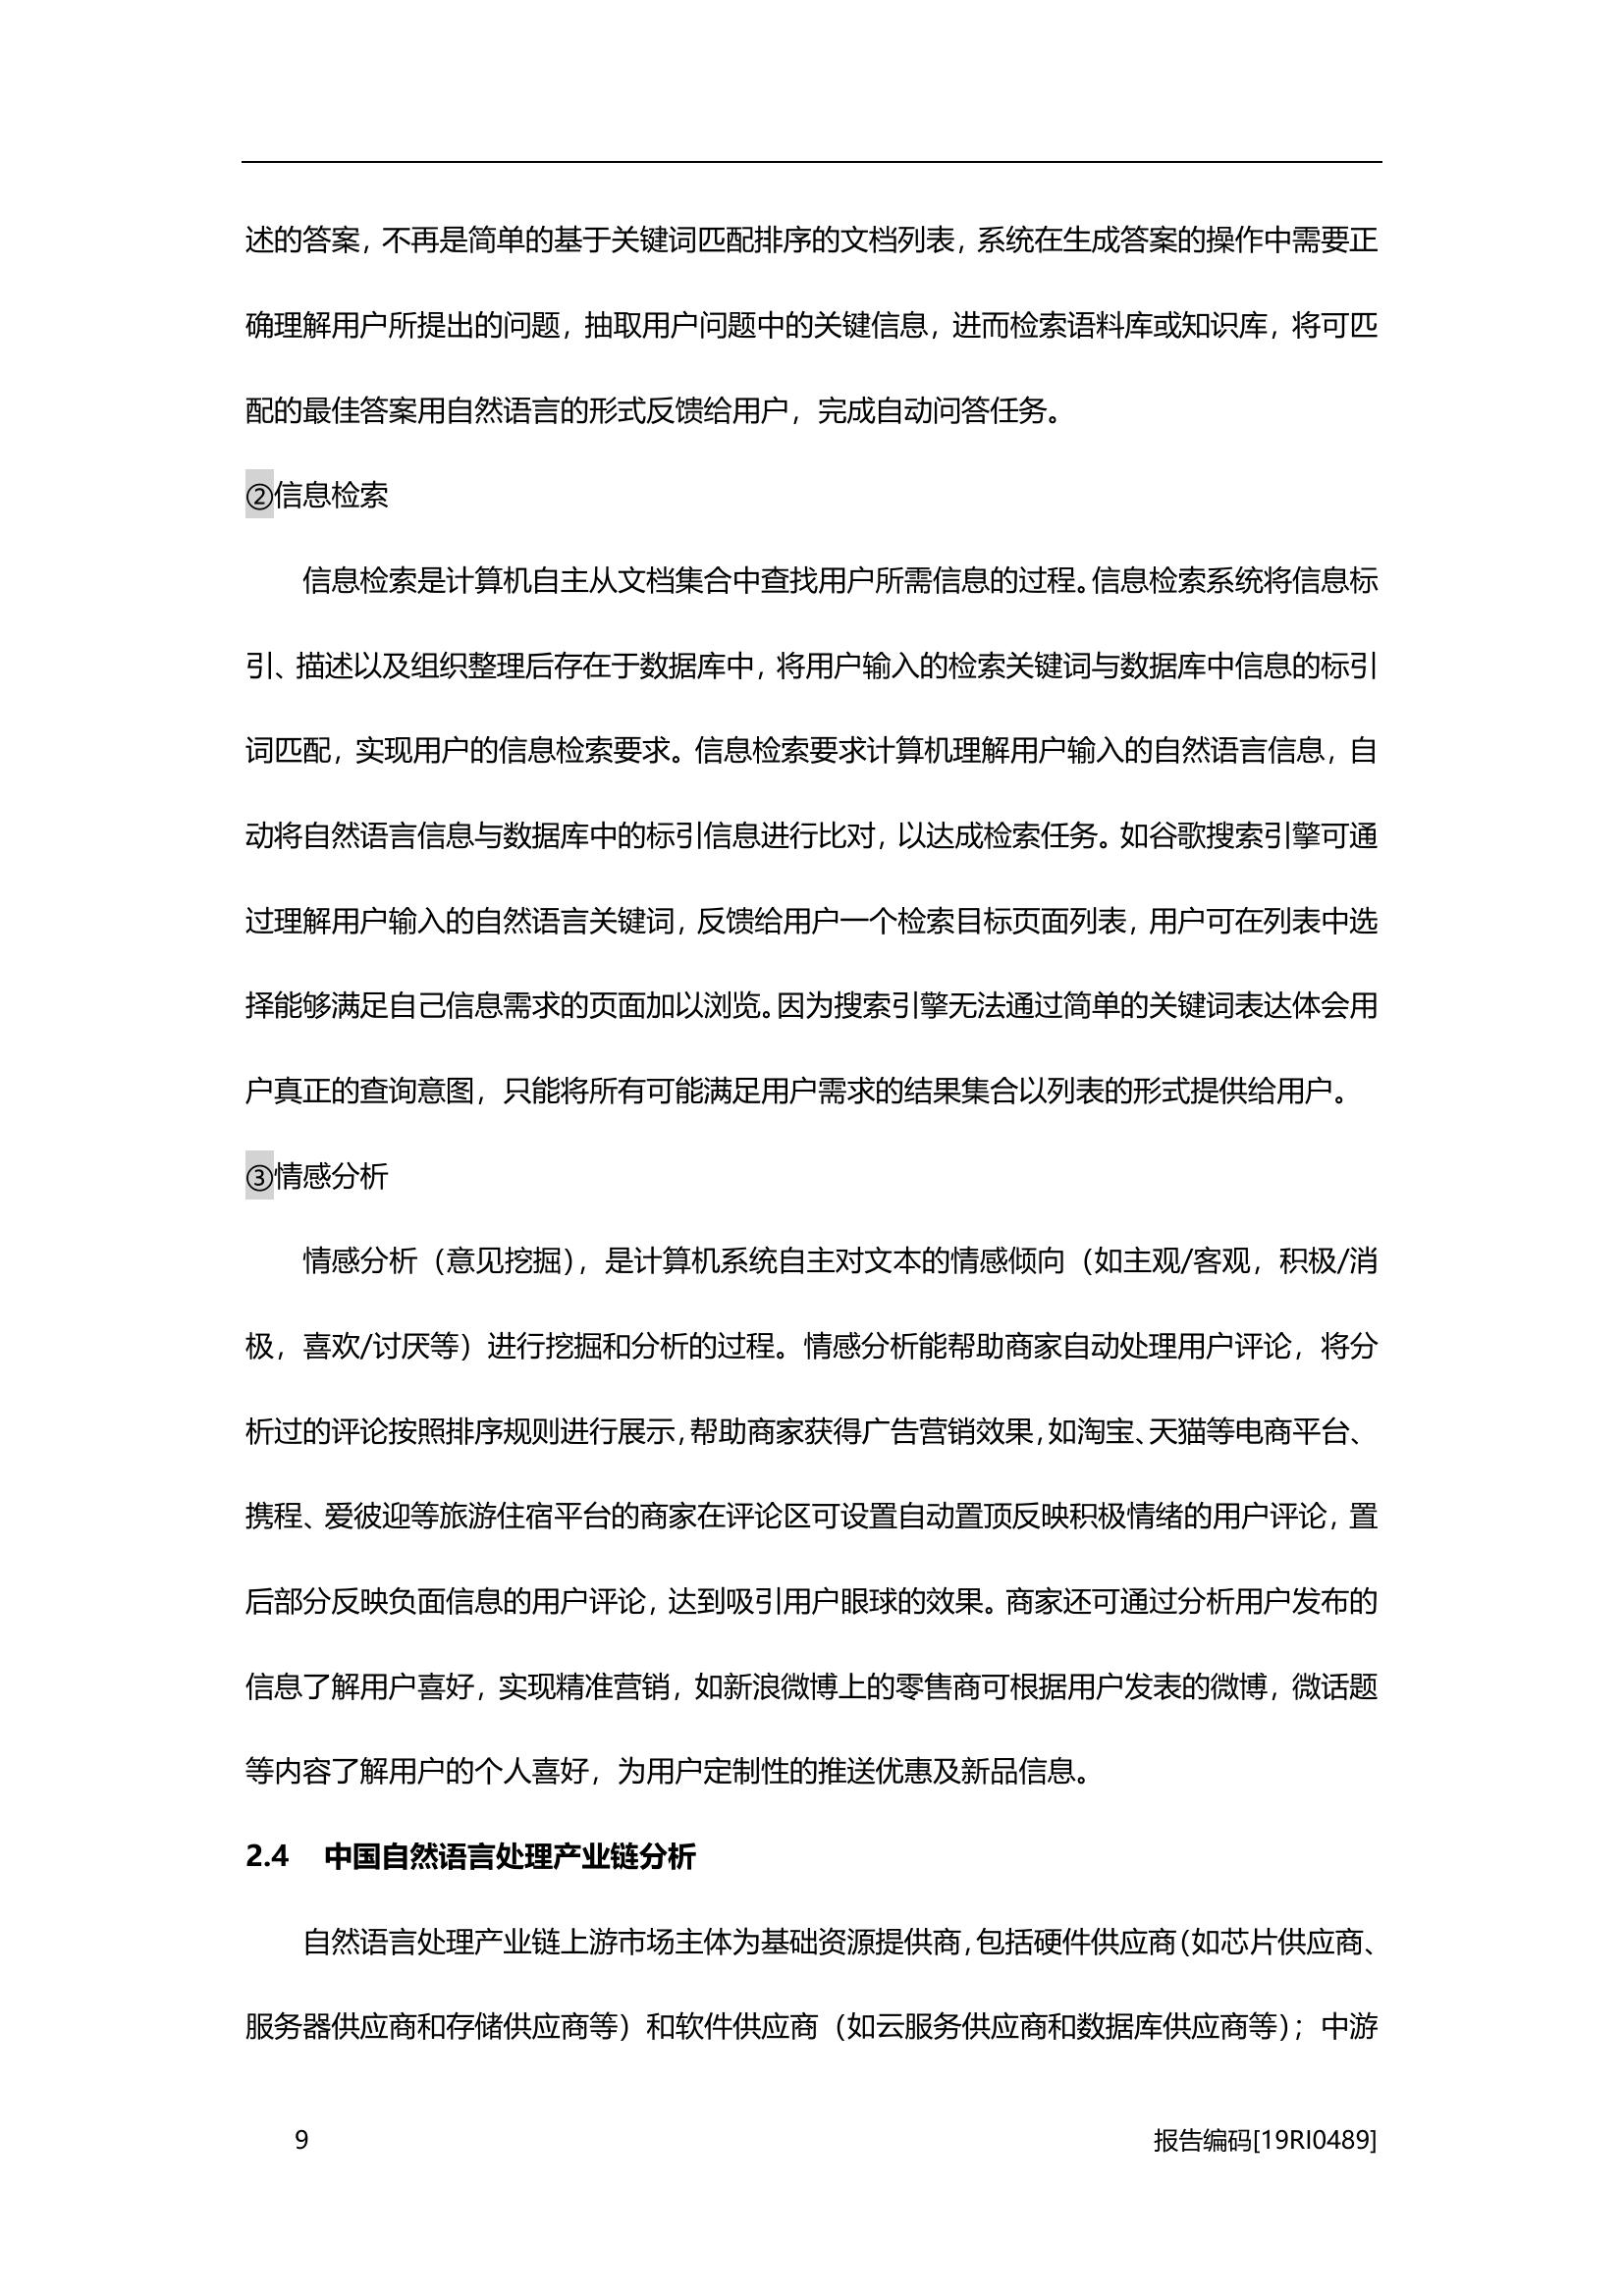 述的答案，不再是简单的基于关键词匹配排序的文档列表，系统在生成答案的操作中需要正
确理解用户所提出的问题，抽取用户问题中的关键信息，进而检索语料库或知识库，将可匹
配的最佳答案用自然语言的形式反馈给用户，完成自动问答任务。
②信息检索
信息检索是计算机自主从文档集合中查找用户所需信息的过程。信息检索系统将信息标
引、描述以及组织整理后存在于数据库中，将用户输入的检索关键词与数据库中信息的标引
词匹配，实现用户的信息检索要求。信息检索要求计算机理解用户输入的自然语言信息，自
动将自然语言信息与数据库中的标引信息进行比对，以达成检索任务。如谷歌搜索引擎可通
过理解用户输入的自然语言关键词，反馈给用户一个检索目标页面列表，用户可在列表中选
择能够满足自己信息需求的页面加以浏览。因为搜索引擎无法通过简单的关键词表达体会用
户真正的查询意图，只能将所有可能满足用户需求的结果集合以列表的形式提供给用户。
③情感分析
情感分析（意见挖掘），是计算机系统自主对文本的情感倾向（如主观/客观，积极/消
极，喜欢/讨厌等）进行挖掘和分析的过程。情感分析能帮助商家自动处理用户评论，将分
析过的评论按照排序规则进行展示，帮助商家获得广告营销效果，如淘宝、天猫等电商平台、
携程、爱彼迎等旅游住宿平台的商家在评论区可设置自动置顶反映积极情绪的用户评论，置
后部分反映负面信息的用户评论，达到吸引用户眼球的效果。商家还可通过分析用户发布的
信息了解用户喜好，实现精准营销，如新浪微博上的零售商可根据用户发表的微博，微话题
等内容了解用户的个人喜好，为用户定制性的推送优惠及新品信息。
2.4 中国自然语言处理产业链分析
自然语言处理产业链上游市场主体为基础资源提供商，包括硬件供应商（如芯片供应商、
服务器供应商和存储供应商等）和软件供应商（如云服务供应商和数据库供应商等）；中游
9 报告编码[19RI0489]